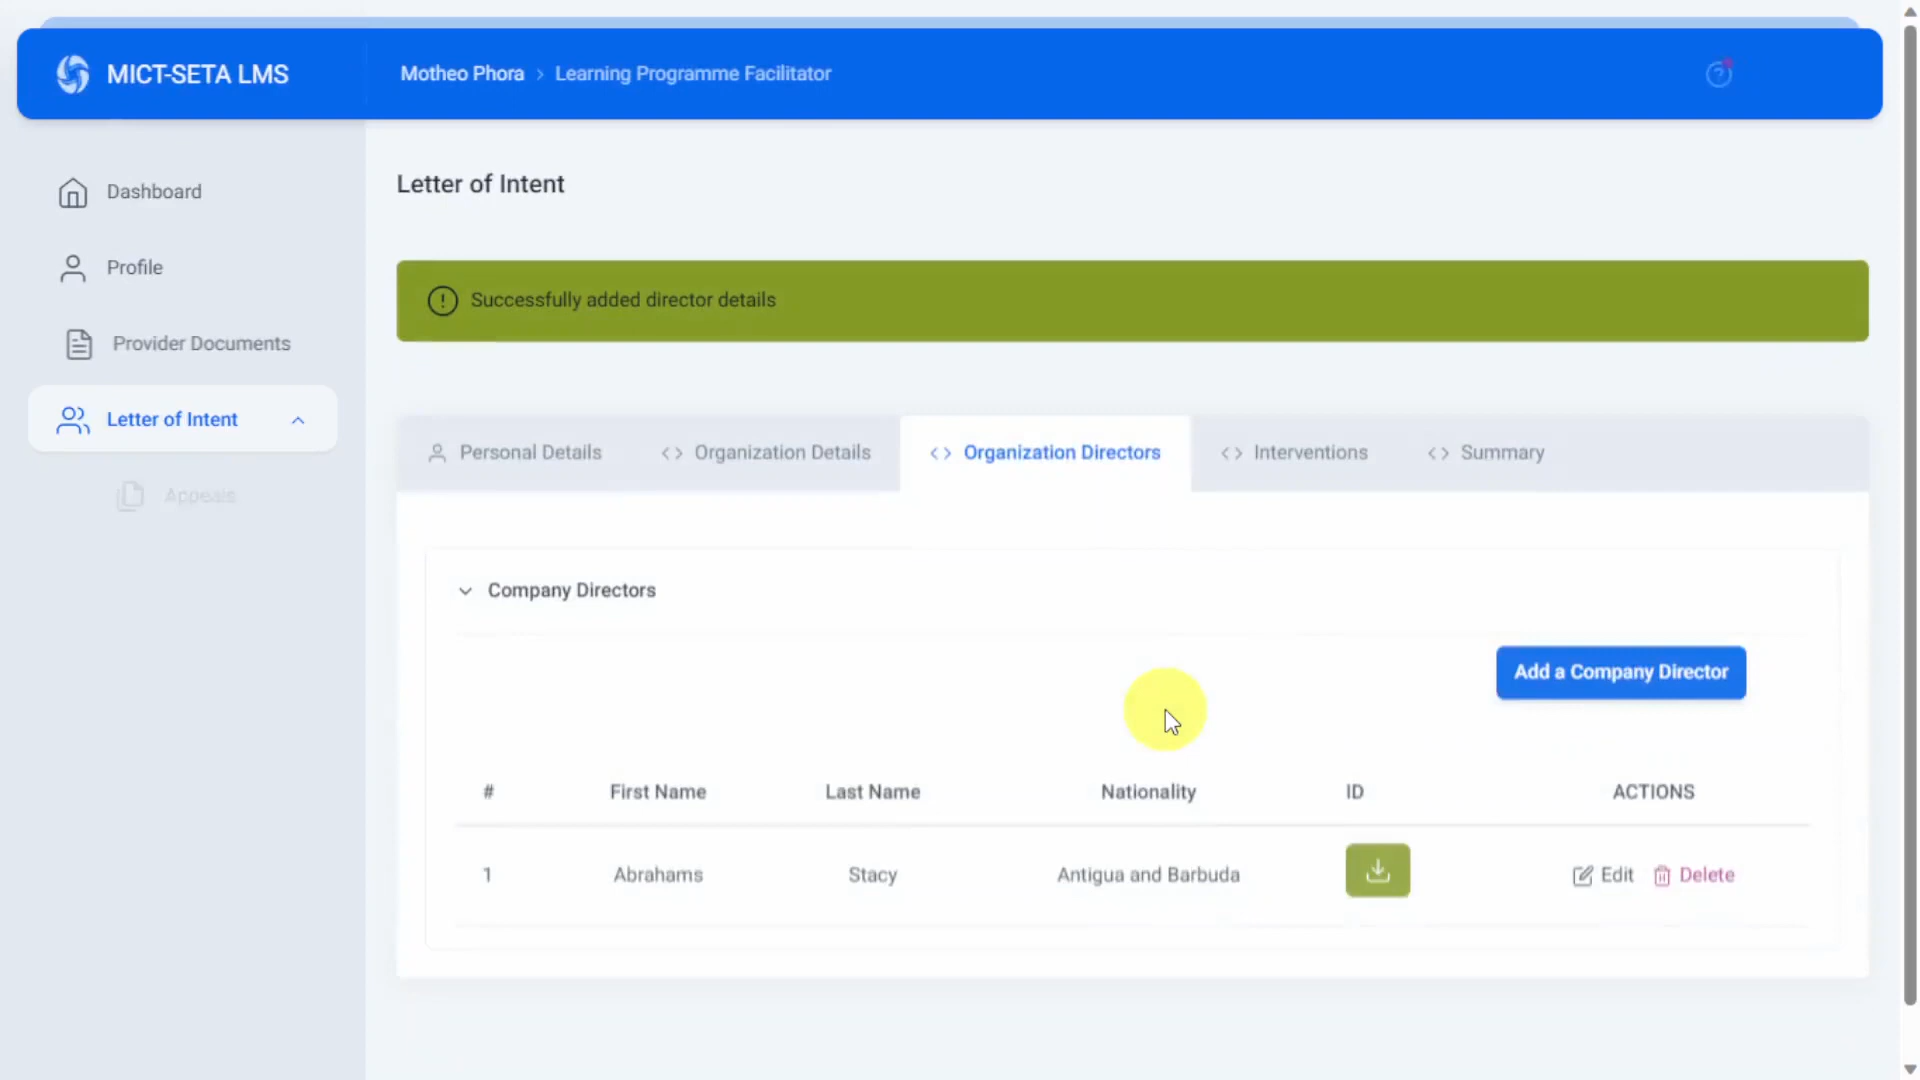 MICT-SETA LMS
Motheo Phora > Learning Programme Facilitator
Dashboard
Profile
Provider Documents
Letter of Intent
Appeals
Letter of Intent
Successfully added director details
Personal Details
Organization Details
Organization Directors
Interventions
Summary
Company Directors
Add a Company Director
# First Name Last Name Nationality ID ACTIONS
1 Abrahams Stacy Antigua and Barbuda Edit Delete